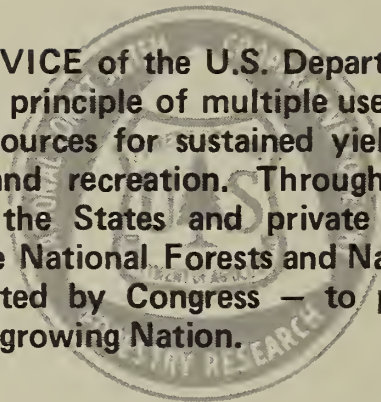 VICE of the U.S. Depart
principle of multiple use
ources for sustained yiel
and recreation. Through
the States and private
e National Forests and Na
ted by Congress — to p
growing Nation.